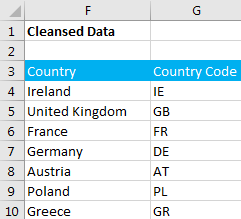 F G
1 Cleansed Data
2
3 Country Country Code
4 Ireland IE
5 United Kingdom GB
6 France FR
7 Germany DE
8 Austria AT
9 Poland PL
10 Greece GR